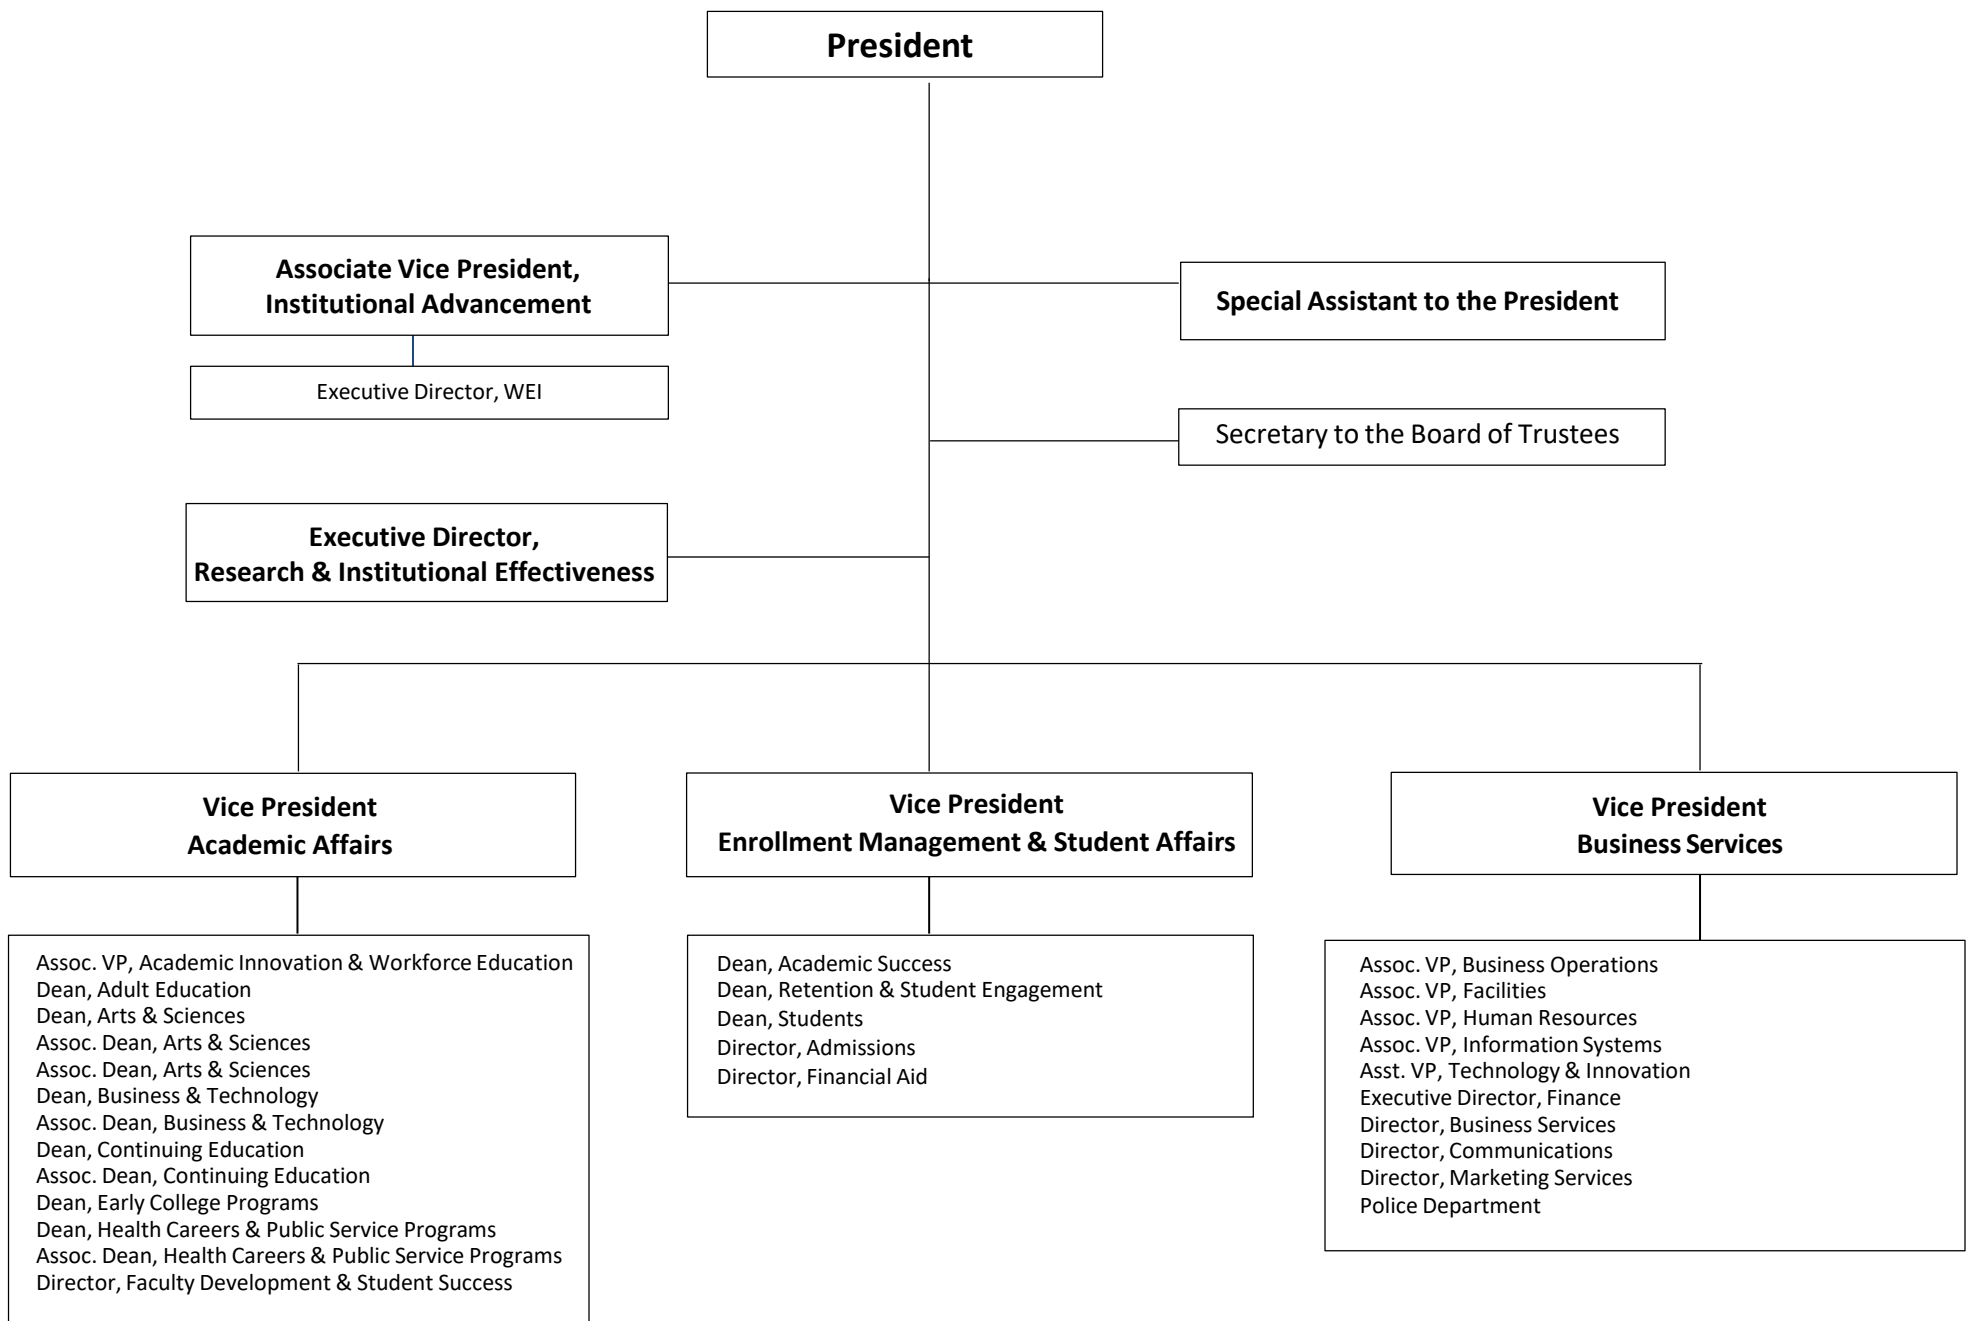 President
Associate Vice President,
Institutional Advancement
Special Assistant to the President
Executive Director, WEI
Secretary to the Board of Trustees
Executive Director,
Research & Institutional Effectiveness
Vice President
Academic Affairs
Vice President
Enrollment Management & Student Affairs
Vice President
Business Services
Assoc. VP, Academic Innovation & Workforce Education
Dean, Adult Education
Dean, Arts & Sciences
Assoc. Dean, Arts & Sciences
Assoc. Dean, Arts & Sciences
Dean, Business & Technology
Assoc. Dean, Business & Technology
Dean, Continuing Education
Assoc. Dean, Continuing Education
Dean, Early College Programs
Dean, Health Careers & Public Service Programs
Assoc. Dean, Health Careers & Public Service Programs
Director, Faculty Development & Student Success
Dean, Academic Success
Dean, Retention & Student Engagement
Dean, Students
Director, Admissions
Director, Financial Aid
Assoc. VP, Business Operations
Assoc. VP, Facilities
Assoc. VP, Human Resources
Assoc. VP, Information Systems
Asst. VP, Technology & Innovation
Executive Director, Finance
Director, Business Services
Director, Communications
Director, Marketing Services
Police Department